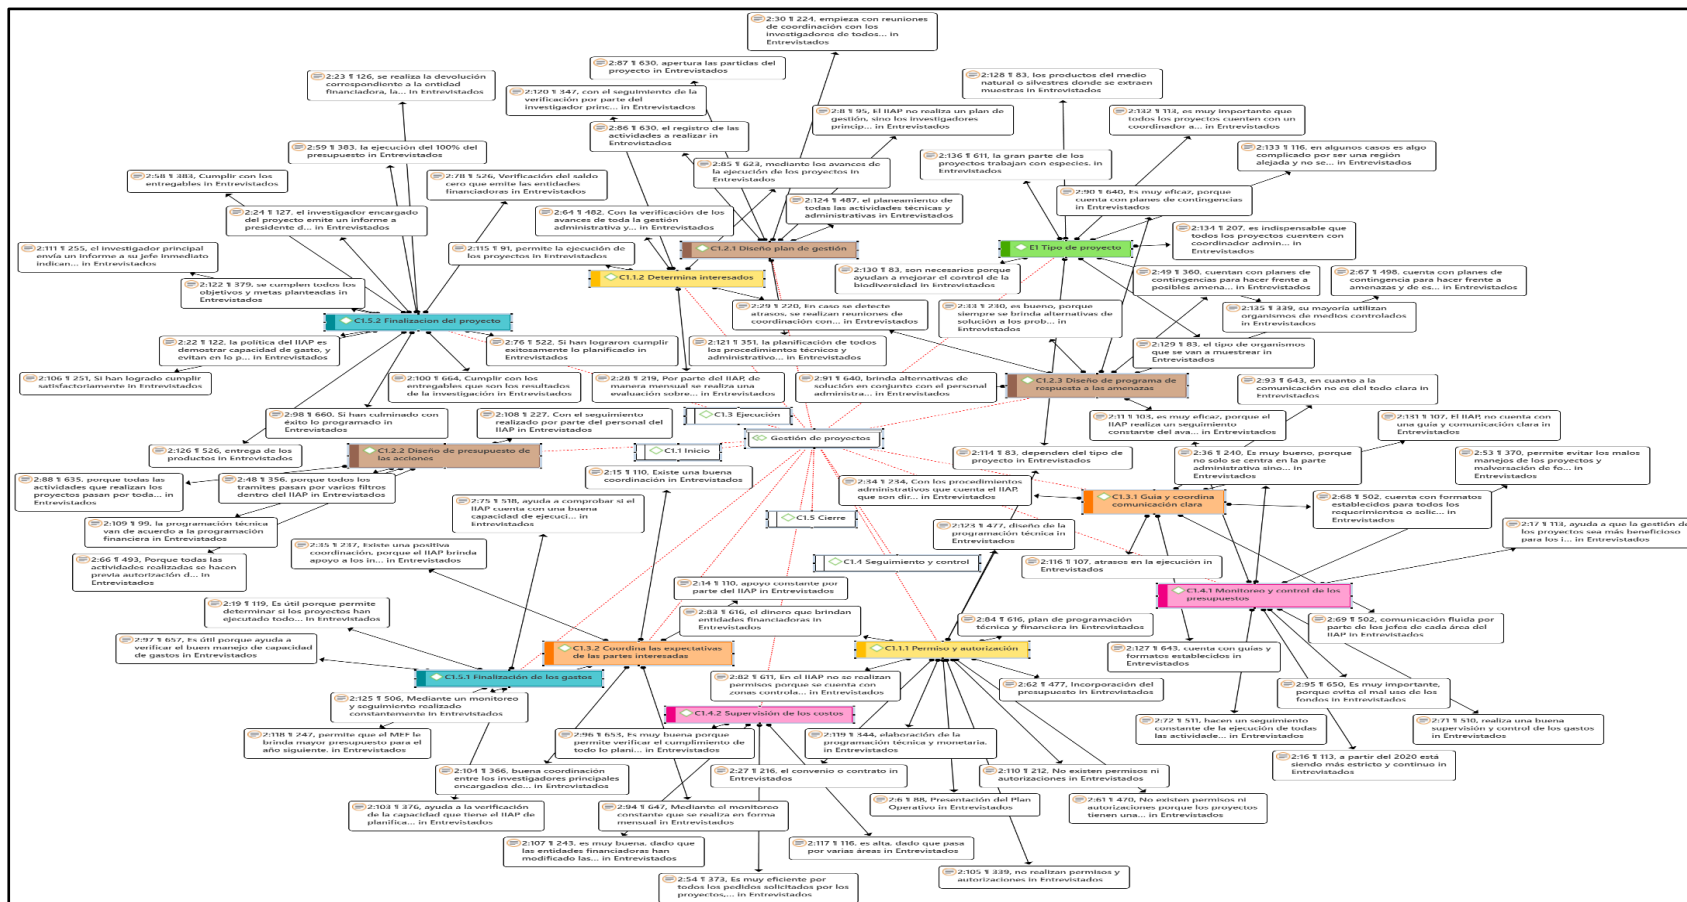 2:30 ¶ 224, empieza con reuniones
de coordinación con los
investigadores de todos... in
Entrevistados
2:87 ¶ 630, apertura las partidas del
proyecto in Entrevistados
2:23 ¶ 126, se realiza la devolución
correspondiente a la entidad
financiadora, la... in Entrevistados
2:128 ¶ 83, los productos del medio
natural o silvestres donde se extraen
muestras in Entrevistados
2:120 ¶ 347, con el seguimiento de la
verificación por parte del
investigador princ... in Entrevistados
2:8 ¶ 95, El IIAP no realiza un plan de
gestión, sino los investigadores
princip... in Entrevistados
2:132 ¶ 113, es muy importante que
todos los proyectos cuenten con un
coordinador a... in Entrevistados
2:86 ¶ 630, el registro de las
actividades a realizar in
Entrevistados
2:59 ¶ 383, la ejecución del 100% del
presupuesto in Entrevistados
2:136 ¶ 611, la gran parte de los
proyectos trabajan con especies. in
Entrevistados
2:133 ¶ 116, en algunos casos es algo
complicado por ser una región
alejada y no se... in Entrevistados
2:85 ¶ 623, mediante los avances de
la ejecución de los proyectos in
Entrevistados
2:58 ¶ 383, Cumplir con los
entregables in Entrevistados
2:78 ¶ 526, Verificación del saldo
cero que emite las entidades
financiadoras in Entrevistados
2:90 ¶ 640, Es muy eficaz, porque
cuenta con planes de contingencias
in Entrevistados
2:124 ¶ 487, el planeamiento de
todas las actividades técnicas y
administrativas in Entrevistados
2:24 ¶ 127, el investigador encargado
del proyecto emite un informe a
presidente d... in Entrevistados
2:64 ¶ 482, Con la verificación de los
avances de toda la gestión
administrativa y... in Entrevistados
2:134 ¶ 207, es indispensable que
todos los proyectos cuenten con
coordinador admin... in Entrevistados
2:111 ¶ 255, el investigador principal
envía un informe a su jefe inmediato
indican... in Entrevistados
2:115 ¶ 91, permite la ejecución de
los proyectos in Entrevistados
C1.2.1 Diseño plan de gestión
E1 Tipo de proyecto
C1.1.2 Determina interesados
2:130 ¶ 83, son necesarios porque
ayudan a mejorar el control de la
biodiversidad in Entrevistados
2:49 ¶ 360, cuentan con planes de
contingencias para hacer frente a
posibles amena... in Entrevistados
2:67 ¶ 498, cuenta con planes de
contingencia para hacer frente a
amenazas y de es... in Entrevistados
2:122 ¶ 379, se cumplen todos los
objetivos y metas planteadas in
Entrevistados
2:29 ¶ 220, En caso se detecte
atrasos, se realizan reuniones de
coordinación con... in Entrevistados
2:33 ¶ 230, es bueno, porque
siempre se brinda alternativas de
solución a los prob... in
Entrevistados
2:135 ¶ 339, su mayoría utilizan
organismos de medios controlados
in Entrevistados
C1.5.2 Finalizacion del proyecto
2:22 ¶ 122, la política del IIAP es
demostrar capacidad de gasto, y
evitan en lo p... in Entrevistados
2:76 ¶ 522, Si han lograron cumplir
exitosamente lo planificado in
Entrevistados
2:121 ¶ 351, la planificación de todos
los procedimientos técnicos y
administrativo... in Entrevistados
2:129 ¶ 83, el tipo de organismos
que se van a muestrear in
Entrevistados
2:106 ¶ 251, Si han logrado cumplir
satisfactoriamente in Entrevistados
2:100 ¶ 664, Cumplir con los
entregables que son los resultados
de la investigación in Entrevistados
2:28 ¶ 219, Por parte del IIAP, de
manera mensual se realiza una
evaluación sobre... in Entrevistados
2:91 ¶ 640, brinda alternativas de
solución en conjunto con el personal
administra... in Entrevistados
C1.2.3 Diseño de programa de
respuesta a las amenazas
2:93 ¶ 643, en cuanto a la
comunicación no es del todo clara in
Entrevistados
2:98 ¶ 660. Si han culminado con
éxito lo programado in
Entrevistados
2:108 ¶ 227. Con el seguimiento
realizado por parte del personal del
IIAP in Entrevistados
C1.3 Ejecución
2:11 ¶ 103, es muy eficaz, porque el
IIAP realiza un seguimiento
constante del ava... in Entrevistados
2:131 ¶ 107, El IIAP, no cuenta con
una guía y comunicación clara in
Entrevistados
Gestión de proyectos
2:126 ¶ 526, entrega de los
productos in Entrevistados
C1.2.2 Diseño de presupuesto de
las acciones
C1.1 Inicio
2:114 ¶ 83, dependen del tipo de
proyecto in Entrevistados
2:36 ¶ 240, Es muy bueno, porque
no solo se centra en la parte
administrativa sino...
in Entrevistados
2:53 ¶ 370, permite evitar los malos
manejos de los proyectos y
malversación de fo... in
Entrevistados
2:88 ¶ 635, porque todas las
actividades que realizan los
proyectos pasan por toda... in
Entrevistados
2:48 ¶ 356, porque todos los
tramites pasan por varios filtros
dentro del IIAP in Entrevistados
2:15 ¶ 110, Existe una buena
coordinación in Entrevistados
2:34 ¶ 234, Con los procedimientos
administrativos que cuenta el IIAP,
que son dir... in Entrevistados
C1.3.1 Guia y coordina
comunicación clara
2:68 ¶ 502, cuenta con formatos
establecidos para todos los
requerimientos o solic... in
Entrevistados
2:75 ¶ 518, ayuda a comprobar si el
IIAP cuenta con una buena
capacidad de ejecuci... in
Entrevistados
C1.5 Cierre
2:109 ¶ 99, la programación técnica
van de acuerdo a la programación
financiera in Entrevistados
2:123 ¶ 477, diseño de la
programación técnica in
Entrevistados
2:17 ¶ 113, ayuda a que la gestión de
los proyectos sea más beneficioso
para los i... in Entrevistados
2:35 ¶ 237, Existe una positiva
coordinación, porque el IIAP brinda
apoyo a los in... in Entrevistados
C1.4 Seguimiento y control
2:116 ¶ 107, atrasos en la ejecución in
Entrevistados
2:66 ¶ 493, Porque todas las
actividades realizadas se hacen
previa autorización d... in
Entrevistados
2:14 ¶ 110, apoyo constante por
parte del IIAP in Entrevistados
C1.4.1 Monitoreo y control de los
presupuestos
2:19 ¶ 119, Es útil porque permite
determinar si los proyectos han
ejecutado todo... in Entrevistados
2:83 ¶ 616, el dinero que brindan
entidades financiadoras in
Entrevistados
2:84 ¶ 616, plan de programación
técnica y financiera in Entrevistados
2:69 ¶ 502, comunicación fluida por
parte de los jefes de cada área del
IIAP in Entrevistados
2:97 ¶ 657, Es útil porque ayuda a
verificar el buen manejo de capacidad
de gastos in Entrevistados
C1.3.2 Coordina las expectativas
de las partes interesadas
C1.1.1 Permiso y autorización
2:127 ¶ 643, cuenta con guías y
formatos establecidos in
Entrevistados
C1.5.1 Finalización de los gastos
2:82 ¶ 611, En el IIAP no se realizan
permisos porque se cuenta con
zonas controla... in Entrevistados
2:62 ¶ 477, Incorporación del
presupuesto in Entrevistados
2:95 ¶ 650, Es muy importante,
porque evita el mal uso de los
fondos in Entrevistados
2:125 ¶ 506, Mediante un monitoreo
y seguimiento realizado
constantemente in Entrevistados
C1.4.2 Supervisión de los costos
2:72 ¶ 511, hacen un seguimiento
constante de la ejecución de todas
las actividade... in Entrevistados
2:71 ¶ 510, realiza una buena
supervisión y control de los gastos
in Entrevistados
2:118 ¶ 247, permite que el MEF le
brinda mayor presupuesto para el
año siguiente. in Entrevistados
2:96 ¶ 653, Es muy buena porque
permite verificar el cumplimiento de
todo lo plani... in Entrevistados
2:119 ¶ 344, elaboración de la
programación técnica y monetaria.
in Entrevistados
2:16 ¶ 113, a partir del 2020 está
siendo más estricto y continuo in
Entrevistados
2:104 ¶ 366, buena coordinación
entre los investigadores principales
encargados de... in Entrevistados
2:27 ¶ 216, el convenio o contrato in
Entrevistados
2:110 ¶ 212, No existen permisos ni
autorizaciones in Entrevistados
2:103 ¶ 376, ayuda a la verificación
de la capacidad que tiene el IIAP de
planifica... in Entrevistados
2:94 ¶ 647, Mediante el monitoreo
constante que se realiza en forma
mensual in Entrevistados
2:6 ¶ 88, Presentación del Plan
Operativo in Entrevistados
2:61 ¶ 470, No existen permisos ni
autorizaciones porque los proyectos
tienen una... in Entrevistados
2:107 ¶ 243, es muy buena, dado que
las entidades financiadoras han
modificado las... in Entrevistados
2:117 ¶ 116, es alta, dado que pasa
por varias áreas in Entrevistados
2:105 ¶ 339, no realizan permisos y
autorizaciones in Entrevistados
2:54 ¶ 373, Es muy eficiente por
todos los pedidos solicitados por los
proyectos,... in Entrevistados